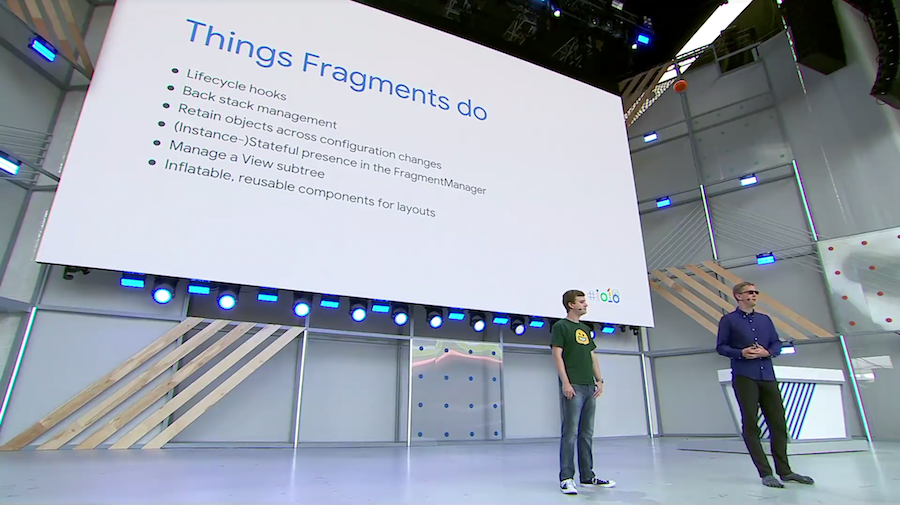 Things Fragments do
● Lifecycle hooks
● Back stack management
● Retain objects across configuration changes
● (Instance-)Stateful presence in the FragmentManager
● Manage a View subtree
● Inflatable, reusable components for layouts
#io18